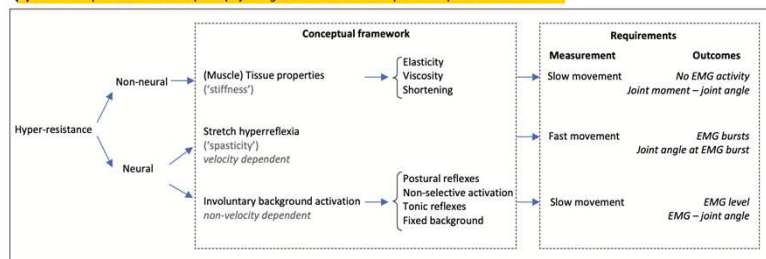 Conceptual framework
Requirements
Measurement Outcomes
Non-neural
(Muscle) Tissue properties
('stiffness')
Elasticity
Viscosity
Shortening
Slow movement
No EMG activity
Joint moment – joint angle
Hyper-resistance
Stretch hyperreflexia
('spasticity')
velocity dependent
Fast movement
EMG bursts
Joint angle at EMG burst
Neural
Involuntary background activation
non-velocity dependent
Postural reflexes
Non-selective activation
Tonic reflexes
Fixed background
Slow movement
EMG level
EMG – joint angle